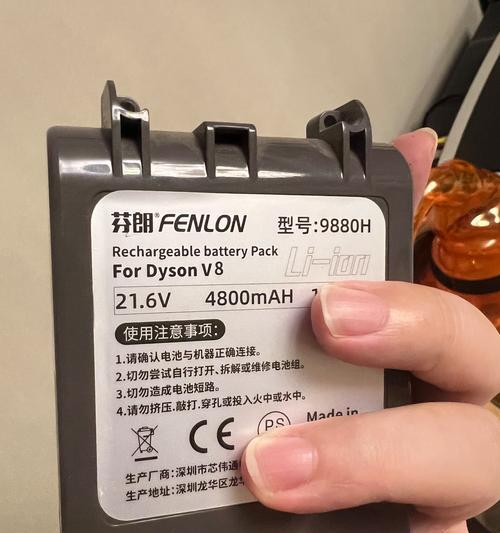 芬朗® FENLON 型号:9880H
Rechargeable battery Pack
For Dyson V8 Li-ion
21.6V 4800mAH
使用注意事项:
1.请确认电池与机器正确连接。
2.切勿尝试自行打开、拆解或维修电池组。
3.切勿造成电池短路。
4.请勿挤压.敲打.穿孔或投入火中或水中。
CE PS Made in
生产厂商:深圳市芯伟通
生产地址:深圳龙华区龙华